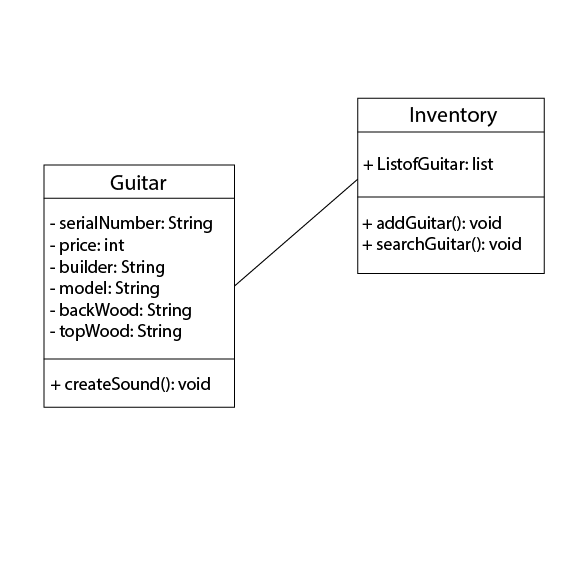 Guitar
- serialNumber: String
- price: int
- builder: String
- model: String
- backWood: String
- topWood: String
+ createSound(): void
Inventory
+ ListofGuitar: list
+ addGuitar(): void
+ searchGuitar(): void